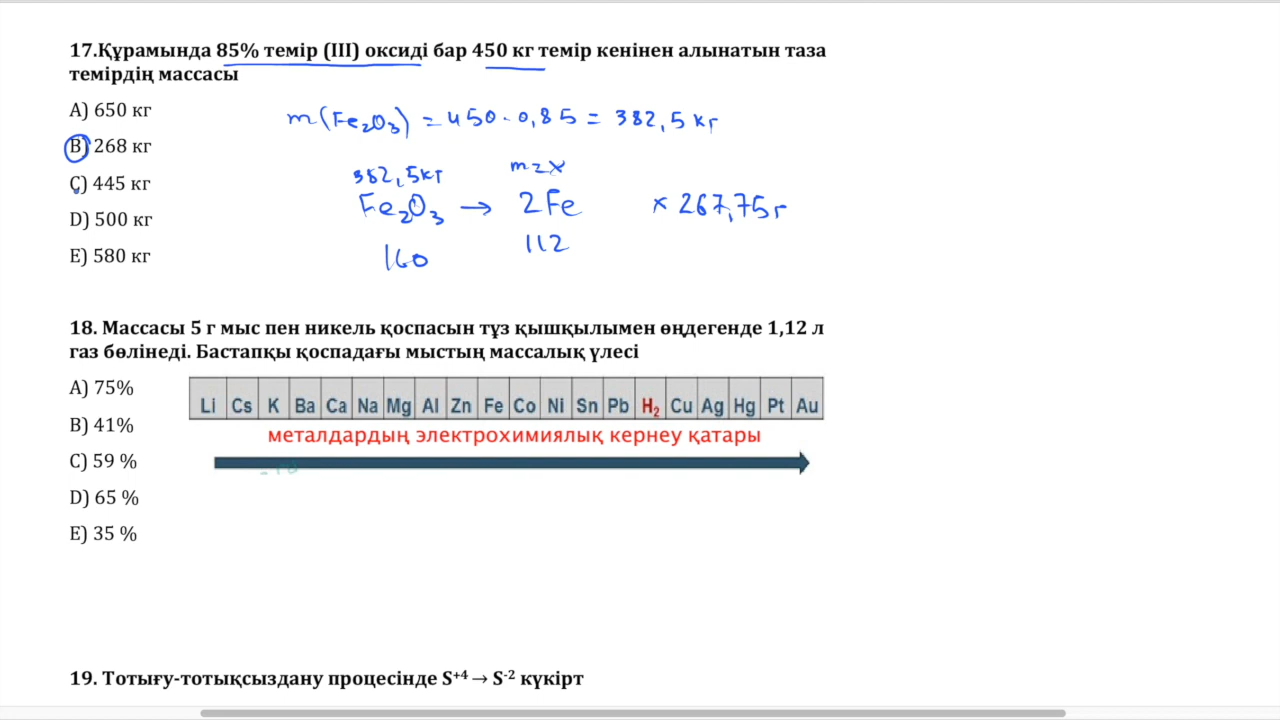 17.Құрамында 85% темір (III) оксиді бар 450 кг темір кенінен алынатын таза
темірдің массасы
A) 650 кг
m(Fe₂O₃) = 450 · 0,85 = 382,5 кг
B) 268 кг
382,5кг m=x
C) 445 кг
Fe₂O₃ → 2Fe x 267,75г
D) 500 кг
160 112
E) 580 кг
18. Массасы 5 г мыс пен никель қоспасын тұз қышқылымен өңдегенде 1,12 л
газ бөлінеді. Бастапқы қоспадағы мыстың массалық үлесі
A) 75%
Li Cs K Ba Ca Na Mg Al Zn Fe Co Ni Sn Pb H₂ Cu Ag Hg Pt Au
B) 41%
металдардың электрохимиялық кернеу қатары
C) 59 %
D) 65 %
E) 35 %
19. Тотығу-тотықсыздану процесінде S⁺⁴ → S⁻² күкірт